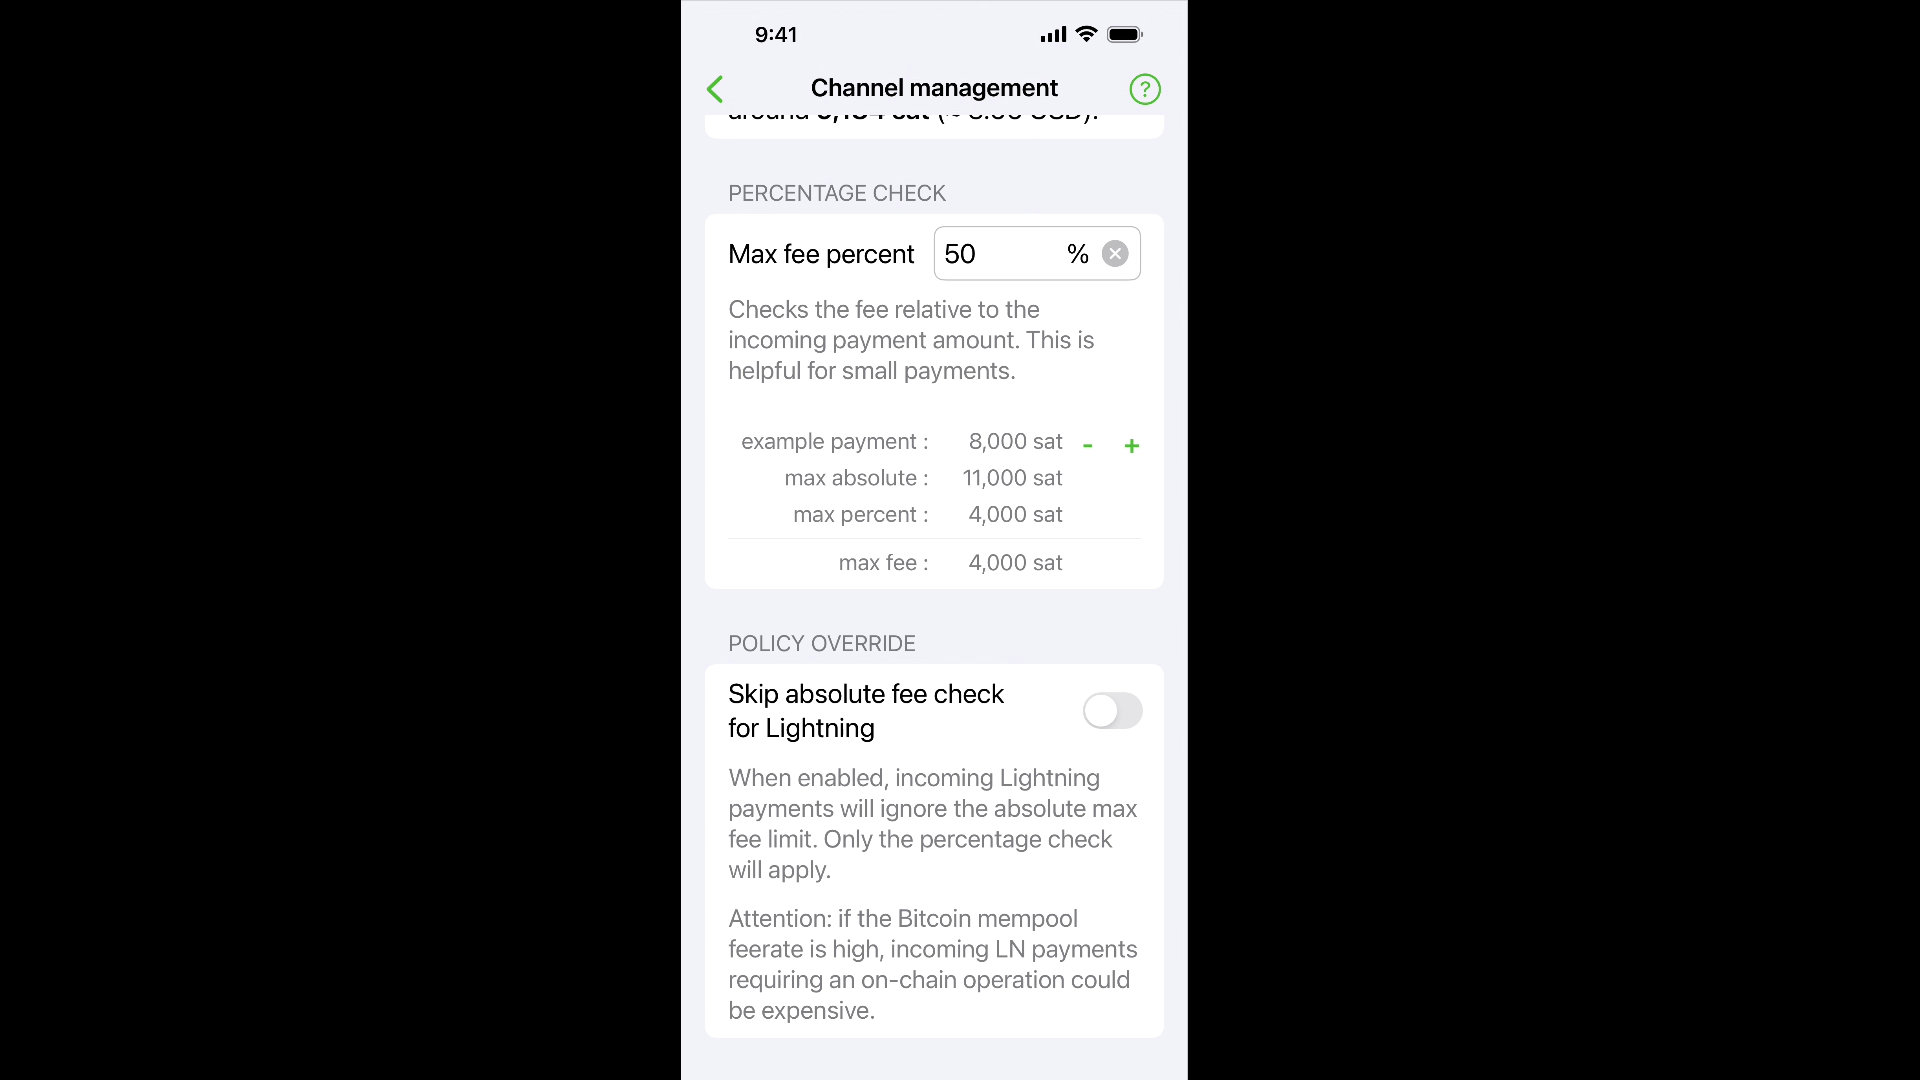 9:41
Channel management
?
PERCENTAGE CHECK
Max fee percent 50 %
Checks the fee relative to the
incoming payment amount. This is
helpful for small payments.
example payment : 8,000 sat - +
max absolute : 11,000 sat
max percent : 4,000 sat
max fee : 4,000 sat
POLICY OVERRIDE
Skip absolute fee check
for Lightning
When enabled, incoming Lightning
payments will ignore the absolute max
fee limit. Only the percentage check
will apply.
Attention: if the Bitcoin mempool
feerate is high, incoming LN payments
requiring an on-chain operation could
be expensive.